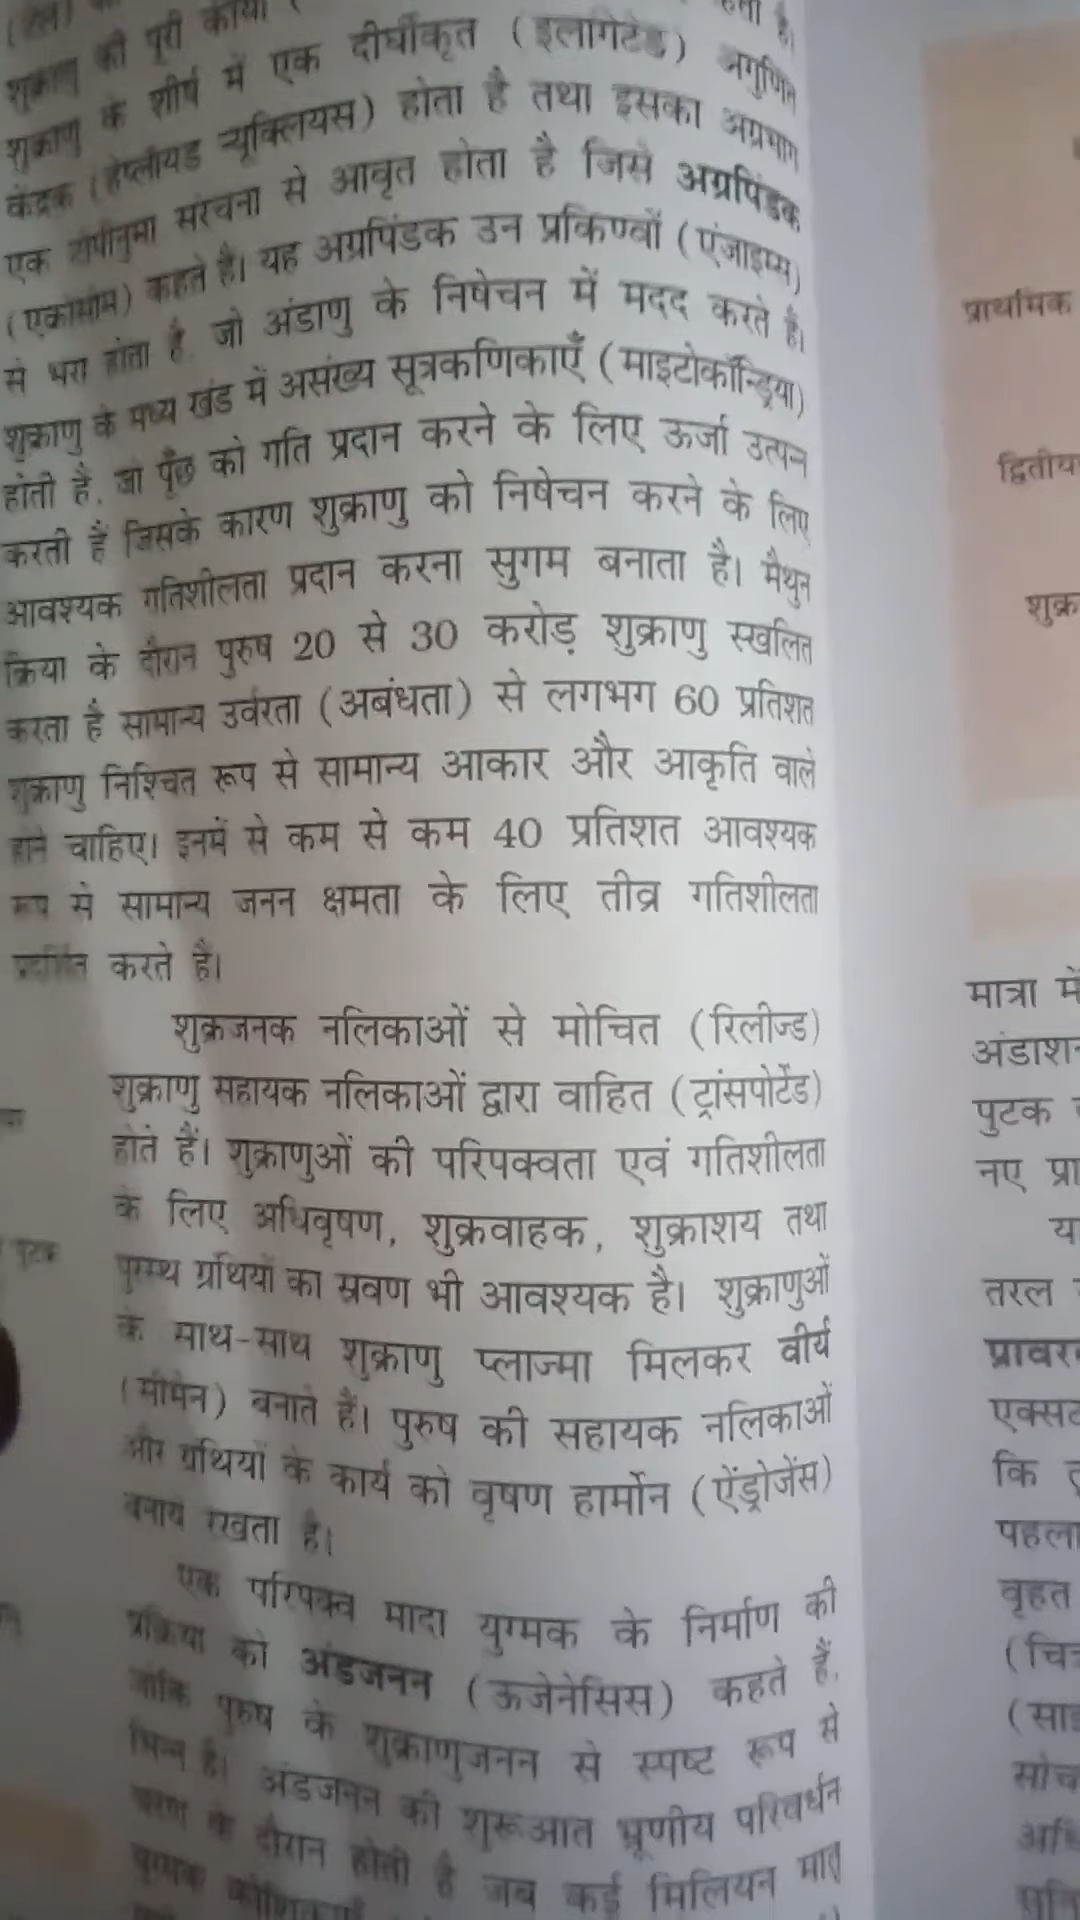 शुक्राणु की पूरी काया
शुक्राणु के शीर्ष में एक दीर्घीकृत (इलांगेटेड) अगुणित
केंद्रक (हेप्लॉयड न्यूक्लियस) होता है तथा इसका अग्रभाग
एक टोपीनुमा संरचना से आवृत होता है जिसे अग्रपिंडक
(एक्रोसोम) कहते हैं। यह अग्रपिंडक उन प्रकिण्वों (एंजाइम्स)
से भरा होता है, जो अंडाणु के निषेचन में मदद करते हैं।
शुक्राणु के मध्य खंड में असंख्य सूत्रकणिकाएँ (माइटोकॉन्ड्रिया)
होती हैं, जो पूँछ को गति प्रदान करने के लिए ऊर्जा उत्पन्न
करती हैं जिसके कारण शुक्राणु को निषेचन करने के लिए
आवश्यक गतिशीलता प्रदान करना सुगम बनाता है। मैथुन
क्रिया के दौरान पुरुष 20 से 30 करोड़ शुक्राणु स्खलित
करता है सामान्य उर्वरता (अबंधता) से लगभग 60 प्रतिशत
शुक्राणु निश्चित रूप से सामान्य आकार और आकृति वाले
होने चाहिए। इनमें से कम से कम 40 प्रतिशत आवश्यक
रूप से सामान्य जनन क्षमता के लिए तीव्र गतिशीलता
प्रदर्शित करते हैं।
शुक्रजनक नलिकाओं से मोचित (रिलीज्ड)
शुक्राणु सहायक नलिकाओं द्वारा वाहित (ट्रांसपोर्टेड)
होते हैं। शुक्राणुओं की परिपक्वता एवं गतिशीलता
के लिए अधिवृषण, शुक्रवाहक, शुक्राशय तथा
पुरस्थ ग्रंथियों का स्रवण भी आवश्यक है। शुक्राणुओं
के साथ-साथ शुक्राणु प्लाज्मा मिलकर वीर्य
(सीमेन) बनाते हैं। पुरुष की सहायक नलिकाओं
और ग्रंथियों के कार्य को वृषण हार्मोन (ऐंड्रोजेंस)
बनाये रखता है।
एक परिपक्व मादा युग्मक के निर्माण की
प्रक्रिया को अंडजनन (ऊजेनेसिस) कहते हैं,
जोकि पुरुष के शुक्राणुजनन से स्पष्ट रूप से
भिन्न है। अंडजनन की शुरूआत भ्रूणीय परिवर्धन
चरण के दौरान होती है जब कई मिलियन मातृ
युग्मक कोशिकाएँ
पुटक
प्राथमिक
द्वितीय
शुक्र
मात्रा में
अंडाशन
पुटक
नए प्रा
य
तरल
प्रावर
एक्सट
कि
पहला
वृहत
(चित्र
(साइ
सोच